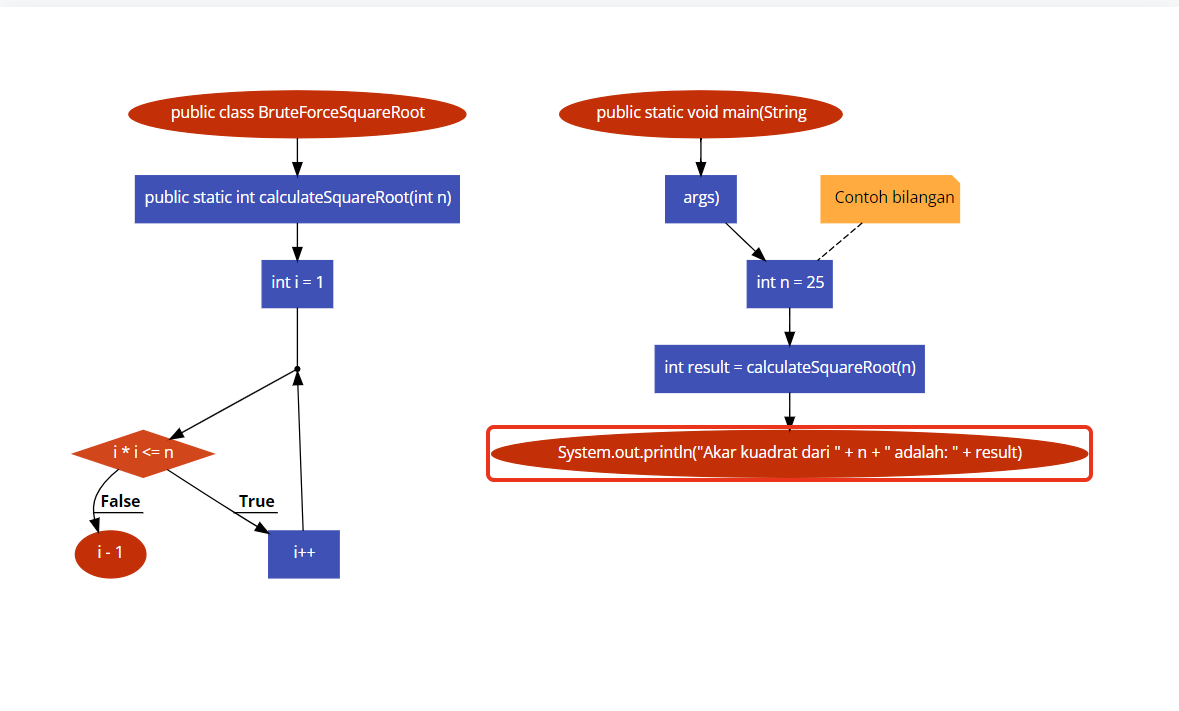 public class BruteForceSquareRoot
public static int calculateSquareRoot(int n)
int i = 1
i * i <= n
False
True
i - 1
i++
public static void main(String
args)
Contoh bilangan
int n = 25
int result = calculateSquareRoot(n)
System.out.println("Akar kuadrat dari " + n + " adalah: " + result)